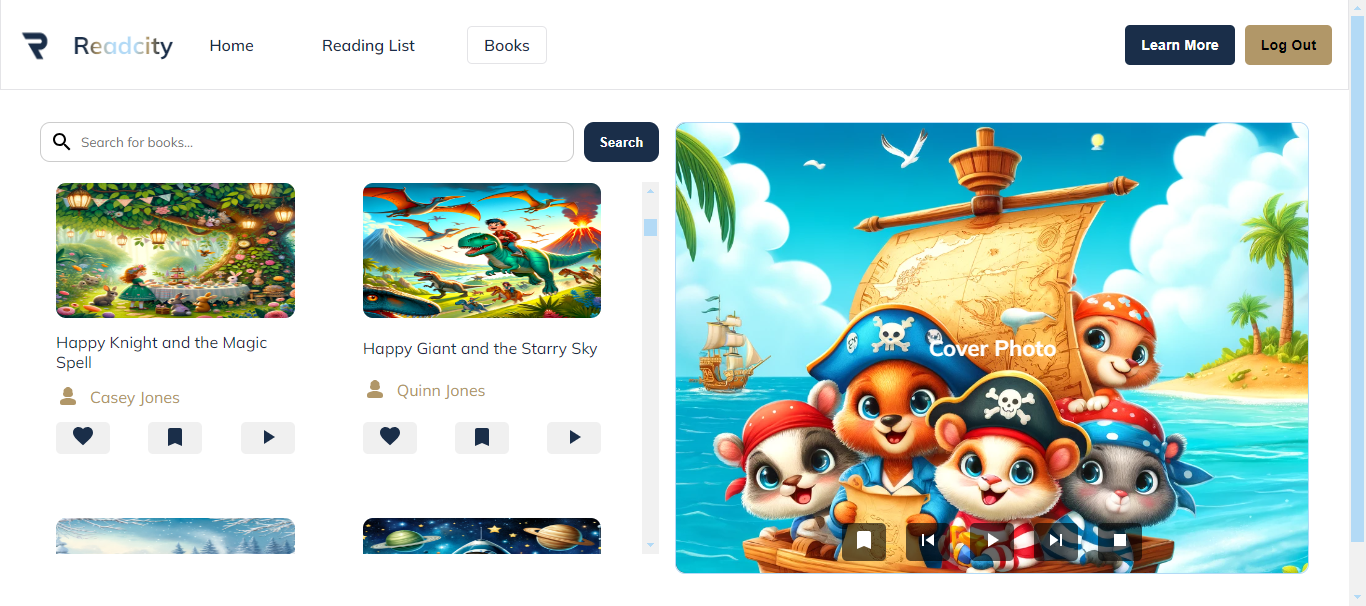 Readcity
Home
Reading List
Books
Learn More
Log Out
Search for books...
Search
Happy Knight and the Magic
Spell
Casey Jones
Happy Giant and the Starry Sky
Quinn Jones
Cover Photo